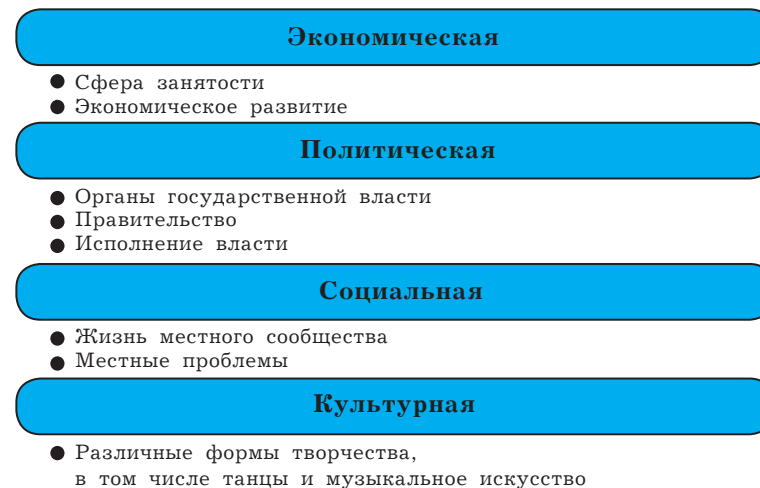 Экономическая
● Сфера занятости
● Экономическое развитие
Политическая
● Органы государственной власти
● Правительство
● Исполнение власти
Социальная
● Жизнь местного сообщества
● Местные проблемы
Культурная
● Различные формы творчества,
в том числе танцы и музыкальное искусство